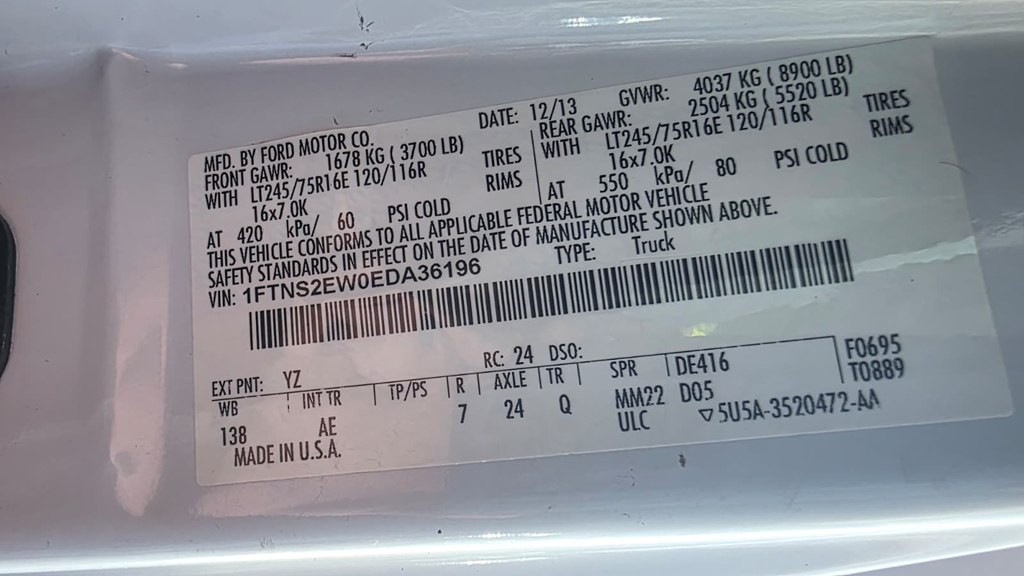 MFD. BY FORD MOTOR CO. DATE: 12/13 GVWR: 4037 KG ( 8900 LB)
FRONT GAWR: 1678 KG ( 3700 LB) REAR GAWR: 2504 KG ( 5520 LB)
WITH LT245/75R16E 120/116R TIRES WITH LT245/75R16E 120/116R TIRES
16x7.0K RIMS 16x7.0K RIMS
AT 420 kPa/ 60 PSI COLD AT 550 kPa/ 80 PSI COLD
THIS VEHICLE CONFORMS TO ALL APPLICABLE FEDERAL MOTOR VEHICLE
SAFETY STANDARDS IN EFFECT ON THE DATE OF MANUFACTURE SHOWN ABOVE.
VIN: 1FTNS2EW0EDA36196 TYPE: Truck
EXT PNT: YZ RC: 24 DSO: F0695
WB INT TR TP/PS R AXLE TR SPR DE416 T0889
138 AE 7 24 Q MM22 D05
MADE IN U.S.A. ULC ▽5U5A-3520472-AA